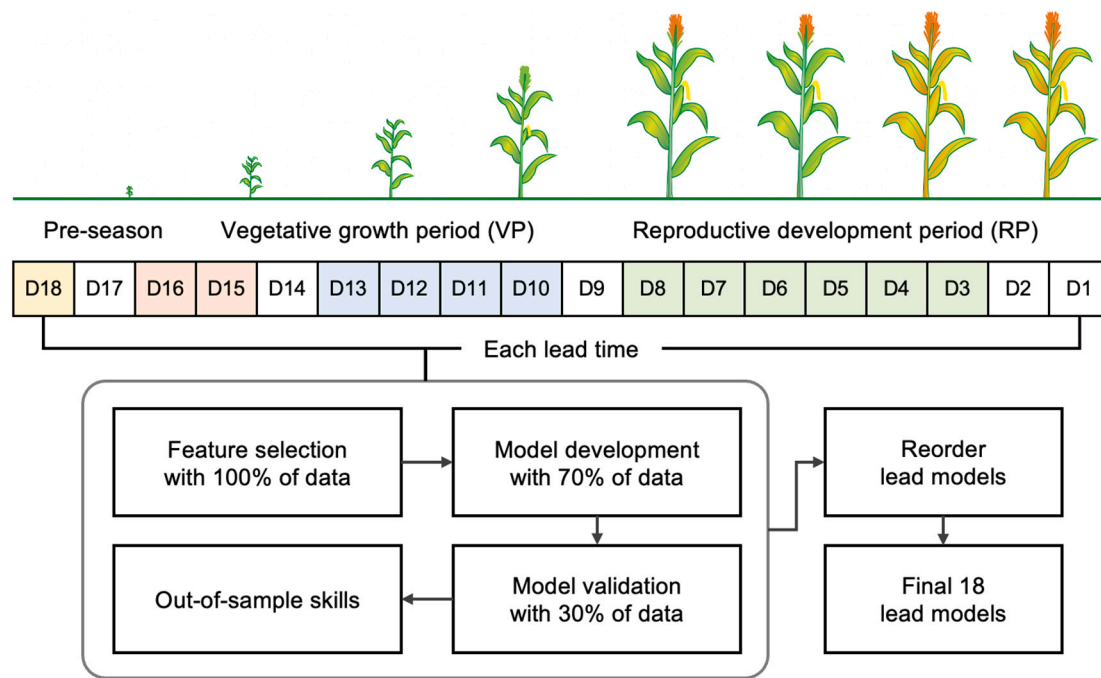 Pre-season Vegetative growth period (VP) Reproductive development period (RP)
D18 D17 D16 D15 D14 D13 D12 D11 D10 D9 D8 D7 D6 D5 D4 D3 D2 D1
Each lead time
Feature selection
with 100% of data
Model development
with 70% of data
Reorder
lead models
Out-of-sample skills
Model validation
with 30% of data
Final 18
lead models